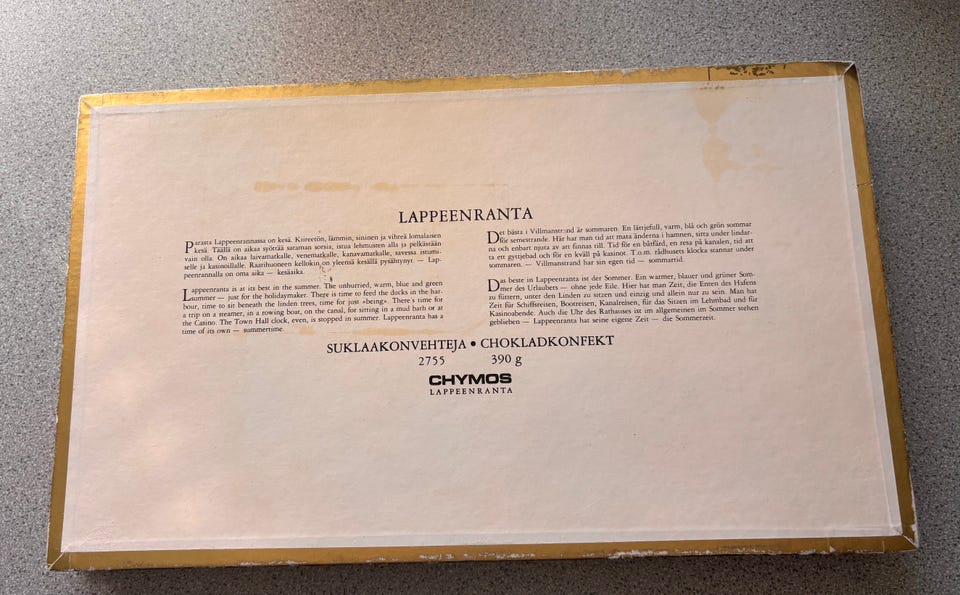 LAPPEENRANTA
Parasta Lappeenrannassa on kesä. Kiireetön, lämmin, sininen ja vihreä lomalaisen
kesä. Täällä on aikaa syöttää sataman sorsia, istua lehmusten alla ja pelkästään
vain olla. On aikaa laivamatkalle, venematkalle, kanavamatkalle, savessa istumi-
selle ja kasinoillalle. Raatihuoneen kellokin on yleensä kesällä pysähtynyt. — Lap-
peenrannalla on oma aika — kesäaika.
Lappeenranta is at its best in the summer. The unhurried, warm, blue and green
summer — just for the holidaymaker. There is time to feed the ducks in the har-
bour, time to sit beneath the linden trees, time for just »being». There's time for
a trip on a steamer, in a rowing boat, on the canal, for sitting in a mud bath or at
the Casino. The Town Hall clock, even, is stopped in summer. Lappeenranta has a
time of its own — summertime.
Det bästa i Villmanstrand är sommaren. En lättjefull, varm, blå och grön sommar
för semestrande. Här har man tid att mata änderna i hamnen, sitta under lindar-
na och enbart njuta av att finnas till. Tid för en båtfärd, en resa på kanalen, tid att
ta ett gyttjebad och för en kväll på kasinot. T.o.m. rådhusets klocka stannar under
sommaren. — Villmanstrand har sin egen tid — sommartid.
Das beste in Lappeenranta ist der Sommer. Ein warmer, blauer und grüner Som-
mer des Urlaubers — ohne jede Eile. Hier hat man Zeit, die Enten des Hafens
zu füttern, unter den Linden zu sitzen und einzig und allein nur zu sein. Man hat
Zeit für Schiffsreisen, Bootreisen, Kanalreisen, für das Sitzen im Lehmbad und für
Kasinoabende. Auch die Uhr des Rathauses ist im allgemeinen im Sommer stehen
geblieben — Lappeenranta hat seine eigene Zeit — die Sommerzeit.
SUKLAAKONVEHTEJA • CHOKLADKONFEKT
2755 390 g
CHYMOS
LAPPEENRANTA